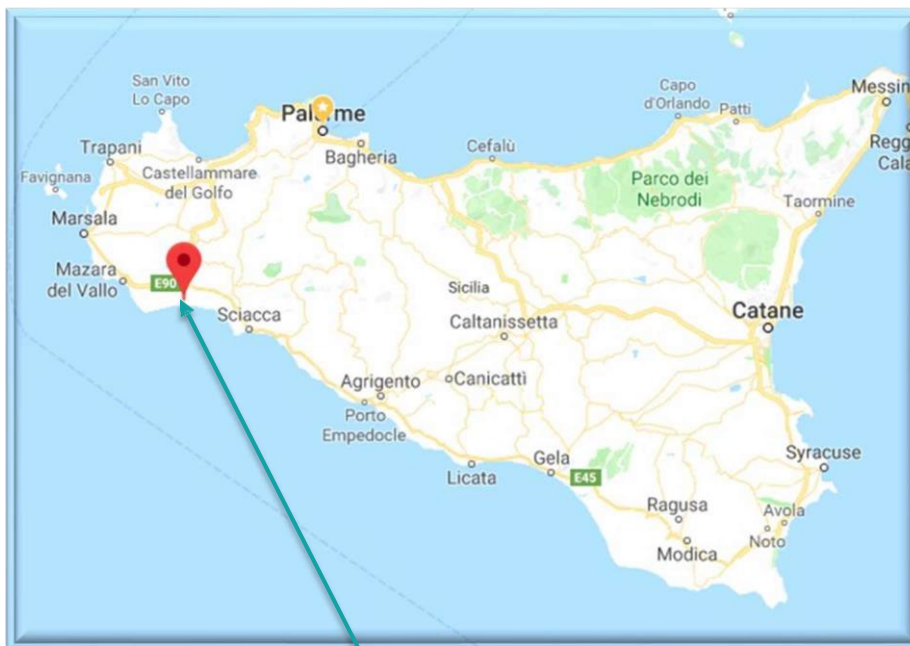 San Vito
Lo Capo
Palerme
Capo
d'Orlando
Patti
Messin
Trapani
Bagheria
Cefalù
Regg
Cala
Castellammare
del Golfo
Favignana
Parco dei
Nebrodi
Taormine
Marsala
Mazara
del Vallo
E90
Sicilia
Sciacca
Caltanissetta
Catane
Agrigento
Canicattì
Porto
Empedocle
Licata
Gela
E45
Syracuse
Ragusa
Avola
Noto
Modica